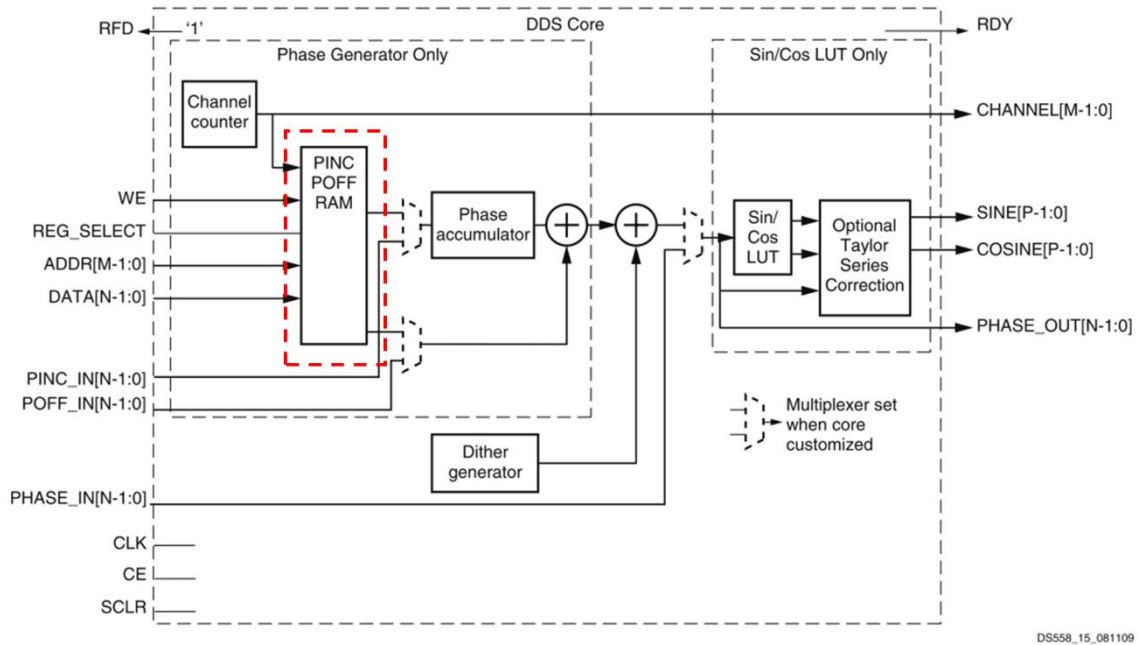 DDS Core
RFD
'1'
RDY
Phase Generator Only
Sin/Cos LUT Only
Channel
counter
CHANNEL[M-1:0]
PINC
POFF
RAM
WE
REG_SELECT
ADDR[M-1:0]
DATA[N-1:0]
Phase
accumulator
Sin/
Cos
LUT
Optional
Taylor
Series
Correction
SINE[P-1:0]
COSINE[P-1:0]
PHASE_OUT[N-1:0]
PINC_IN[N-1:0]
POFF_IN[N-1:0]
Multiplexer set
when core
customized
Dither
generator
PHASE_IN[N-1:0]
CLK
CE
SCLR
DS558_15_081109